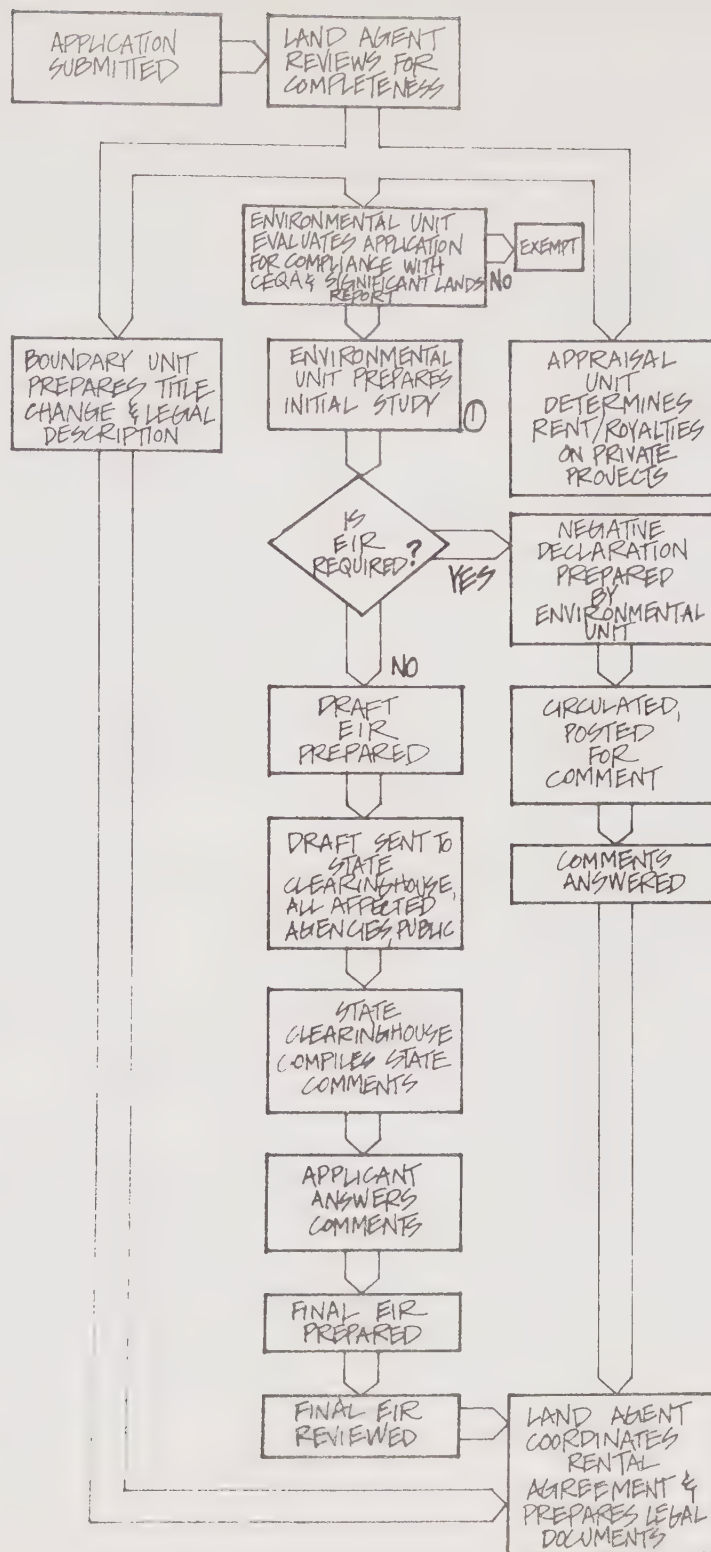 APPLICATION
SUBMITTED
LAND AGENT
REVIEWS FOR
COMPLETENESS
ENVIRONMENTAL UNIT
EVALUATES APPLICATION
FOR COMPLIANCE WITH
CEQA & SIGNIFICANT LANDS
REPORT
NO
EXEMPT
BOUNDARY UNIT
PREPARES TITLE
CHANGE & LEGAL
DESCRIPTION
ENVIRONMENTAL
UNIT PREPARES
INITIAL STUDY
1
APPRAISAL
UNIT
DETERMINES
RENT/ROYALTIES
ON PRIVATE
PROJECTS
IS
EIR
REQUIRED?
YES
NO
NEGATIVE
DECLARATION
PREPARED
BY
ENVIRONMENTAL
UNIT
DRAFT
EIR
PREPARED
CIRCULATED,
POSTED
FOR
COMMENT
DRAFT SENT TO
STATE
CLEARINGHOUSE,
ALL AFFECTED
AGENCIES, PUBLIC
COMMENTS
ANSWERED
STATE
CLEARINGHOUSE
COMPILES STATE
COMMENTS
APPLICANT
ANSWERS
COMMENTS
FINAL EIR
PREPARED
FINAL EIR
REVIEWED
LAND AGENT
COORDINATES
RENTAL
AGREEMENT &
PREPARES LEGAL
DOCUMENTS